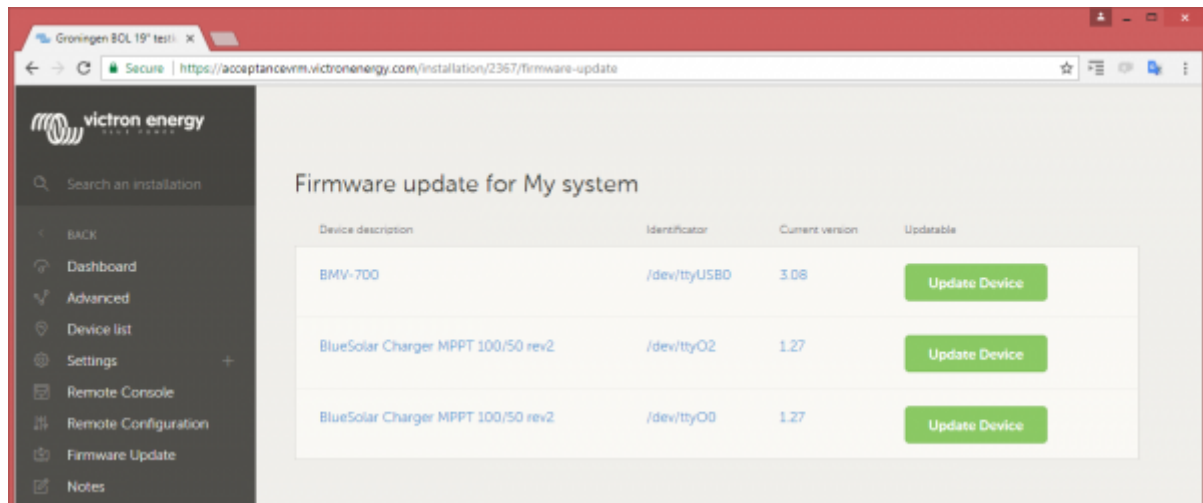 Groningen BOL 19" testi
Secure | https://acceptancevrm.victronenergy.com/installation/2367/firmware-update
victron energy
BLUE POWER
Search an installation
BACK
Dashboard
Advanced
Device list
Settings +
Remote Console
Remote Configuration
Firmware Update
Notes
Firmware update for My system
Device description Identificator Current version Updatable
BMV-700 /dev/ttyUSB0 3.08 Update Device
BlueSolar Charger MPPT 100/50 rev2 /dev/ttyO2 1.27 Update Device
BlueSolar Charger MPPT 100/50 rev2 /dev/ttyO0 1.27 Update Device